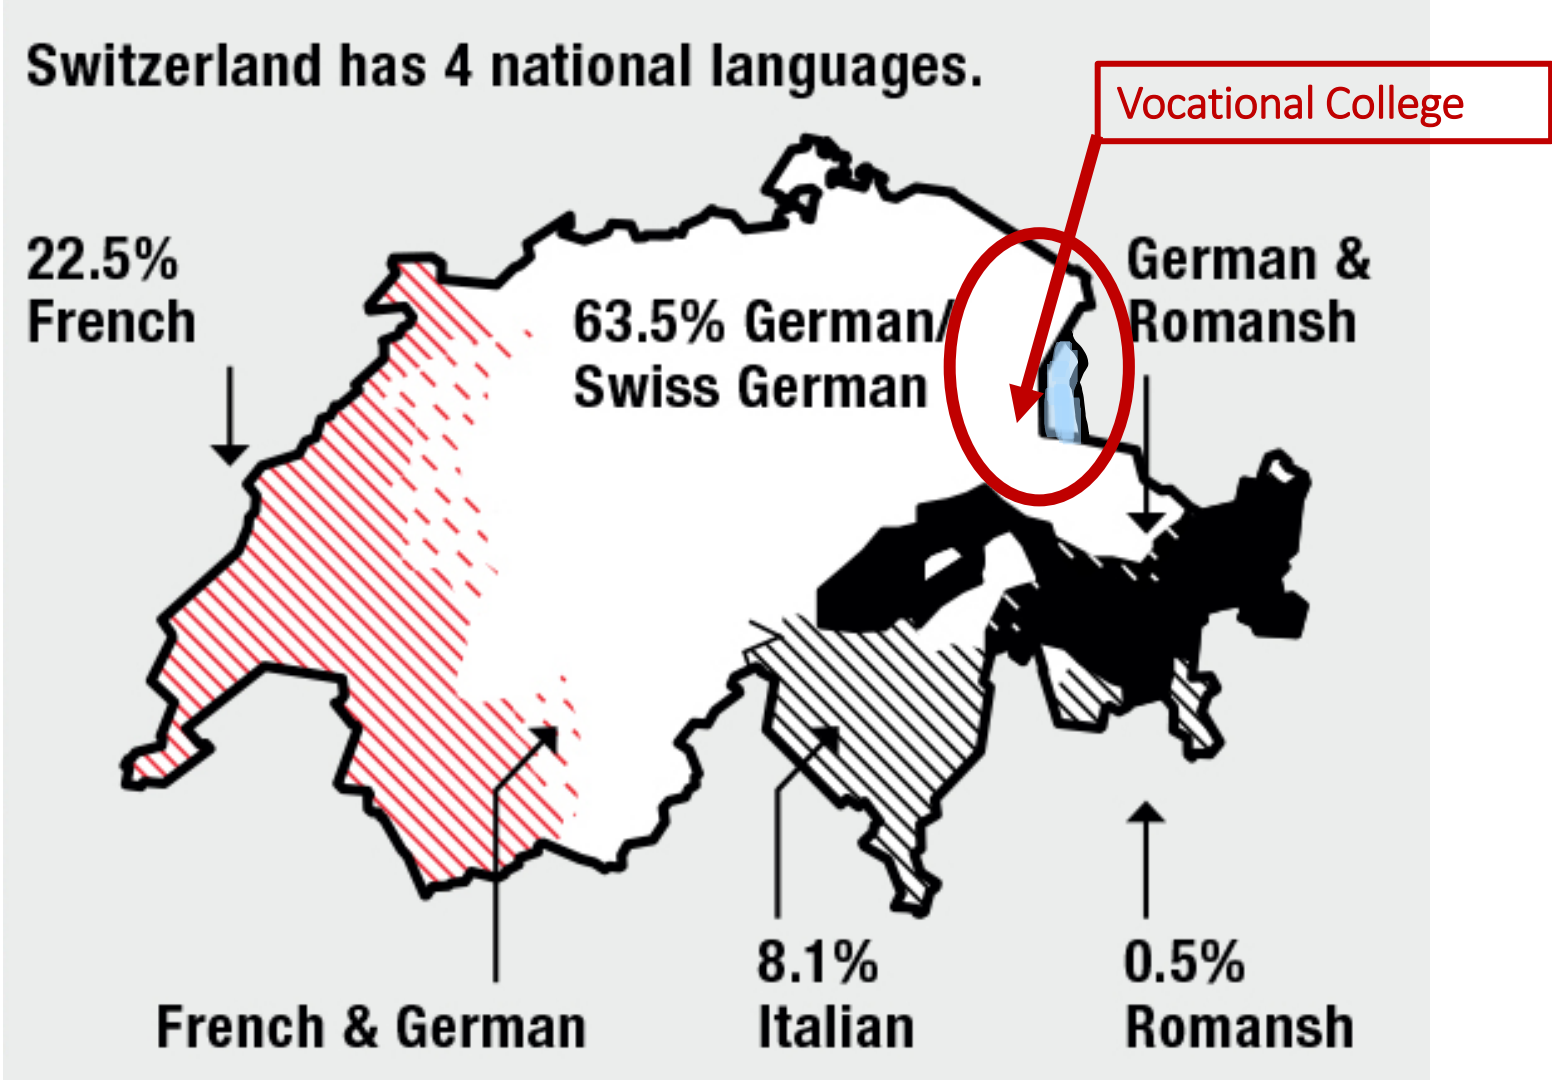 Switzerland has 4 national languages.
Vocational College
22.5%
French
63.5% German/
Swiss German
German &
Romansh
French & German
8.1%
Italian
0.5%
Romansh